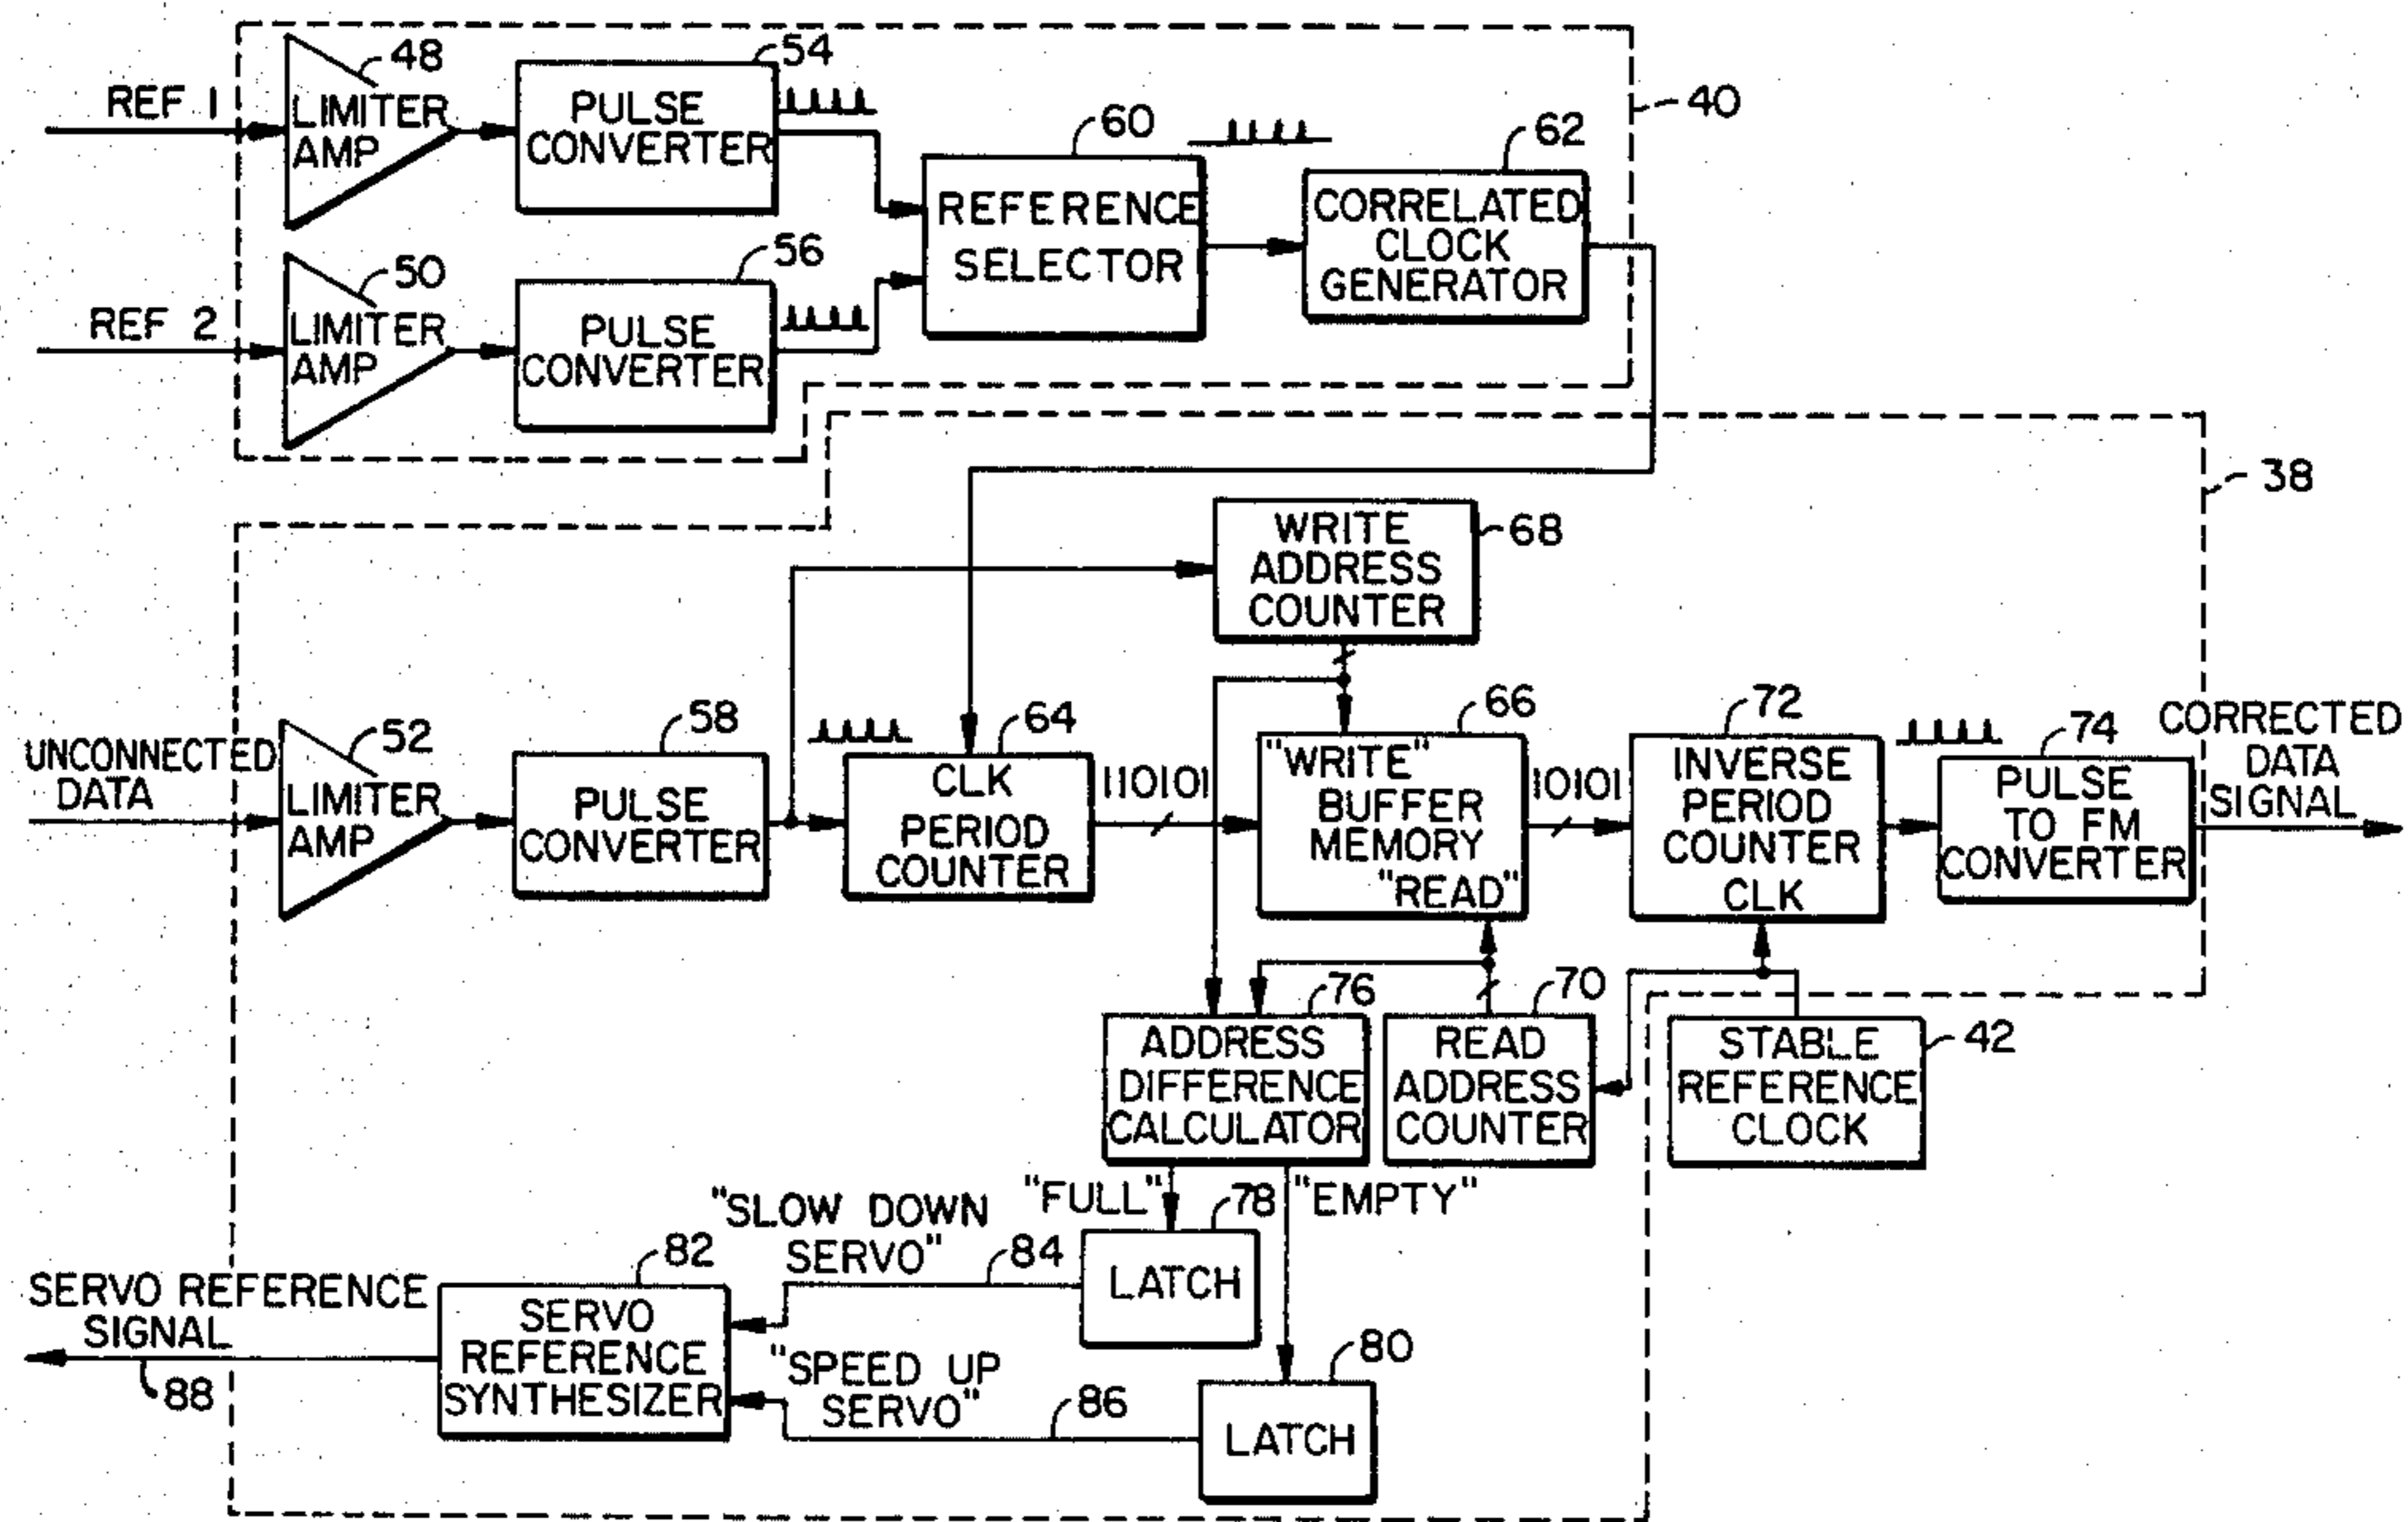 REF 1
48
LIMITER
AMP
54
PULSE
CONVERTER
60
REFERENCE
SELECTOR
62
CORRELATED
CLOCK
GENERATOR
40
REF 2
50
LIMITER
AMP
56
PULSE
CONVERTER
38
WRITE
ADDRESS
COUNTER
68
UNCONNECTED
DATA
52
LIMITER
AMP
58
PULSE
CONVERTER
64
CLK
PERIOD
COUNTER
110101
66
"WRITE"
BUFFER
MEMORY
"READ"
10101
72
INVERSE
PERIOD
COUNTER
CLK
74
PULSE
TO FM
CONVERTER
CORRECTED
DATA
SIGNAL
76
ADDRESS
DIFFERENCE
CALCULATOR
70
READ
ADDRESS
COUNTER
STABLE
REFERENCE
CLOCK
42
"FULL"
"EMPTY"
78
LATCH
"SLOW DOWN
SERVO"
84
80
LATCH
"SPEED UP
SERVO"
86
82
SERVO
REFERENCE
SYNTHESIZER
SERVO REFERENCE
SIGNAL
88